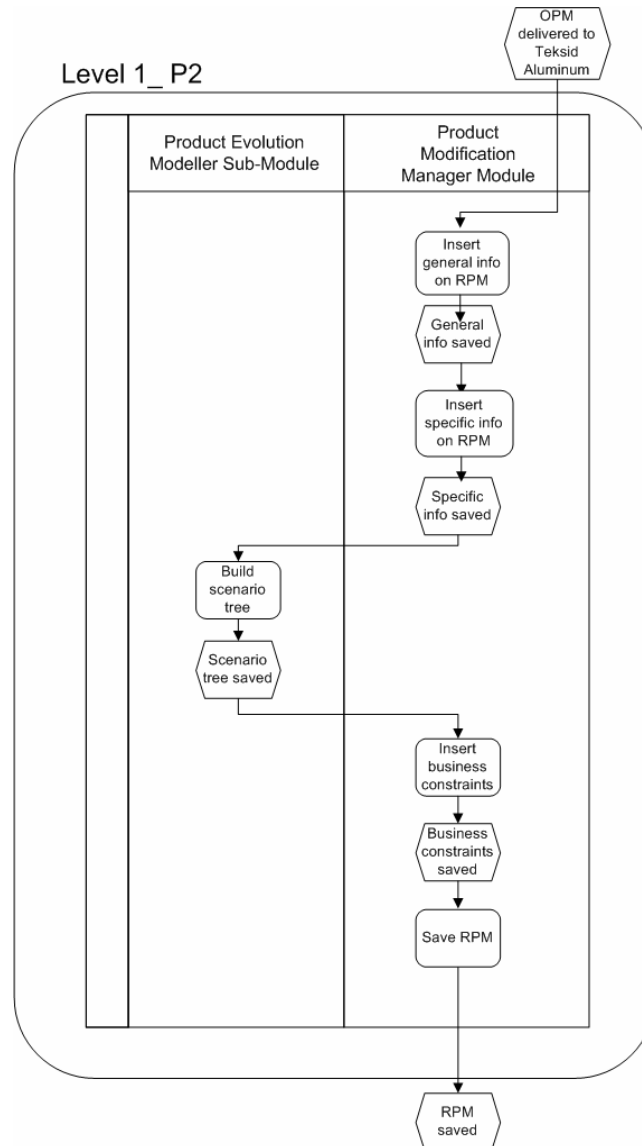 OPM
delivered to
Teksid
Aluminum
Level 1_ P2
Product Evolution
Modeller Sub-Module
Product
Modification
Manager Module
Insert
general info
on RPM
General
info saved
Insert
specific info
on RPM
Specific
info saved
Build
scenario
tree
Scenario
tree saved
Insert
business
constraints
Business
constraints
saved
Save RPM
RPM
saved